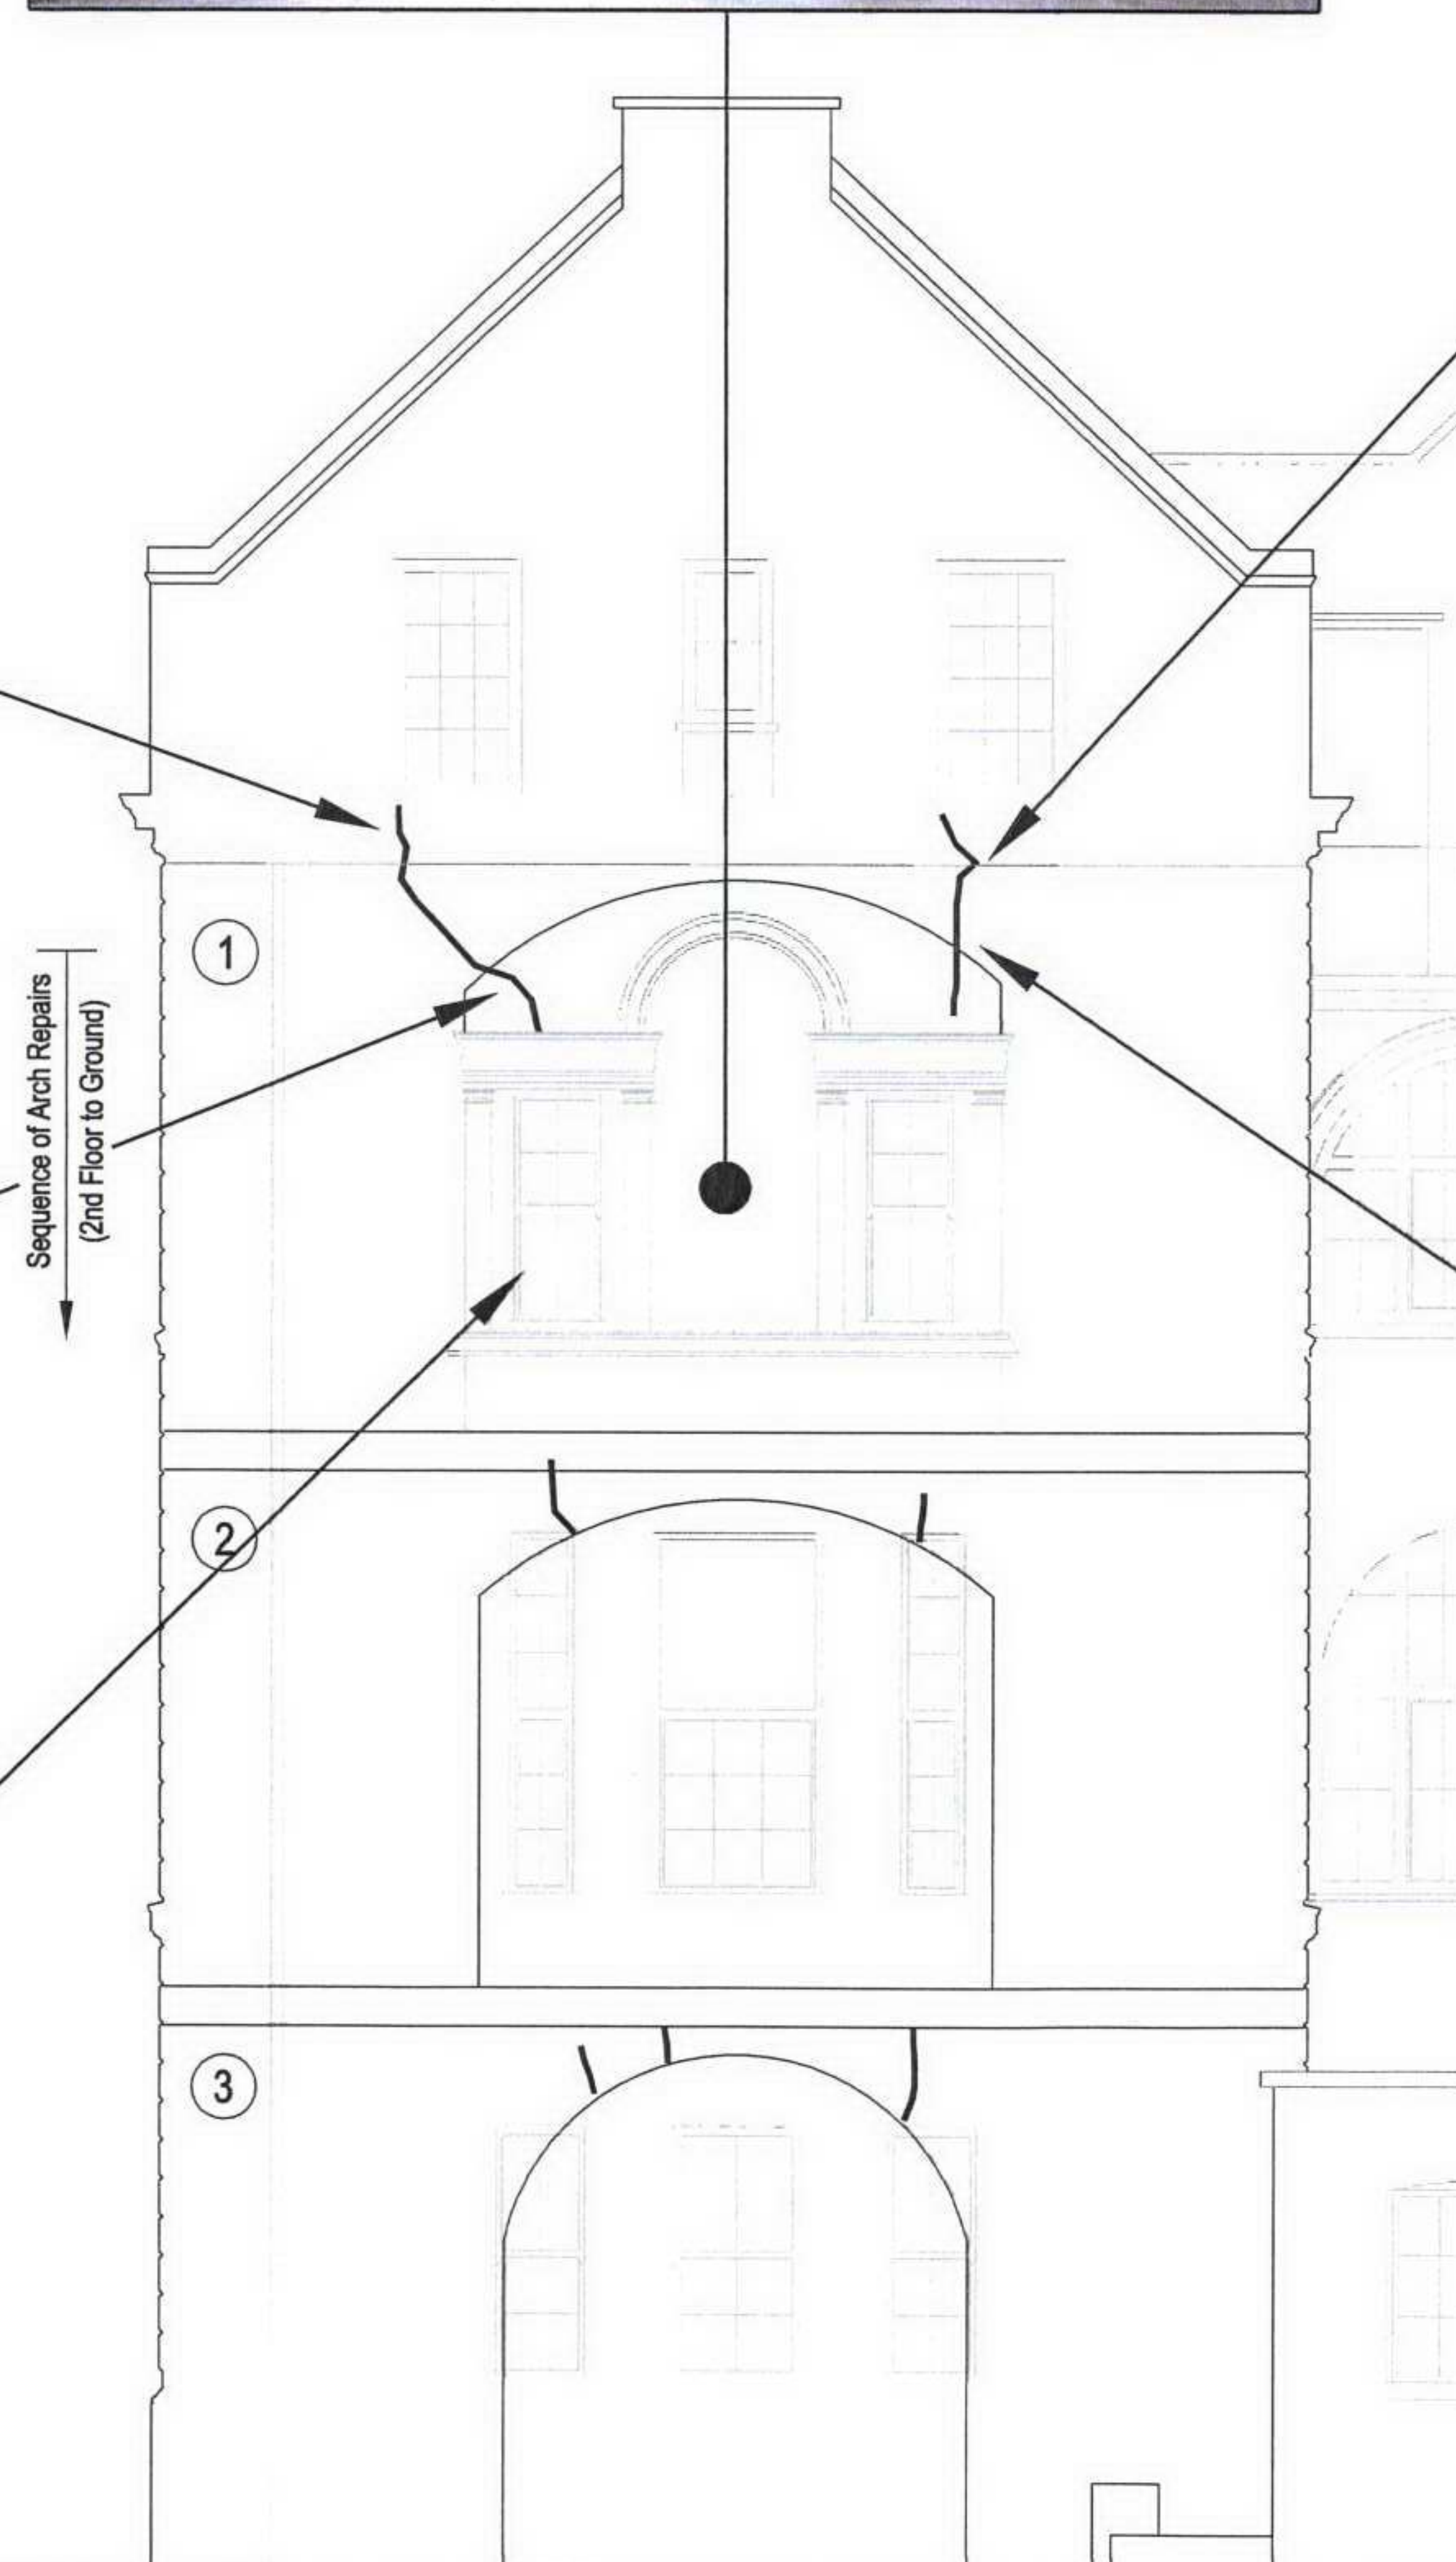 1
Sequence of Arch Repairs
(2nd Floor to Ground)
2
3